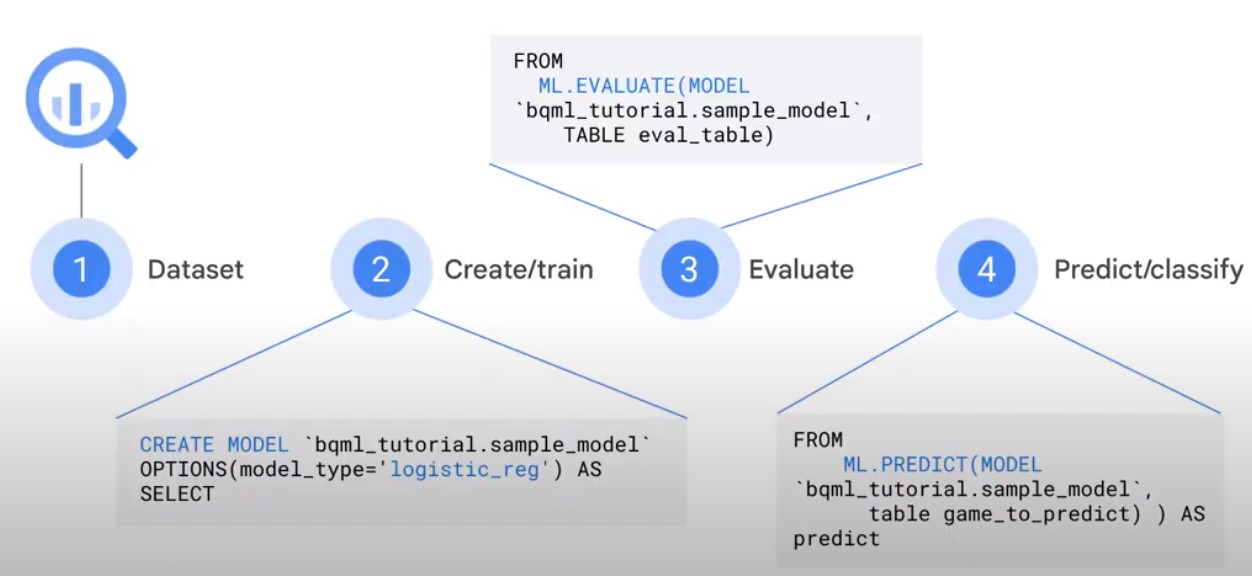 FROM
ML.EVALUATE(MODEL
`bqml_tutorial.sample_model`,
TABLE eval_table)
1 Dataset
2 Create/train
3 Evaluate
4 Predict/classify
CREATE MODEL `bqml_tutorial.sample_model`
OPTIONS(model_type='logistic_reg') AS
SELECT
FROM
ML.PREDICT(MODEL
`bqml_tutorial.sample_model`,
table game_to_predict) ) AS
predict